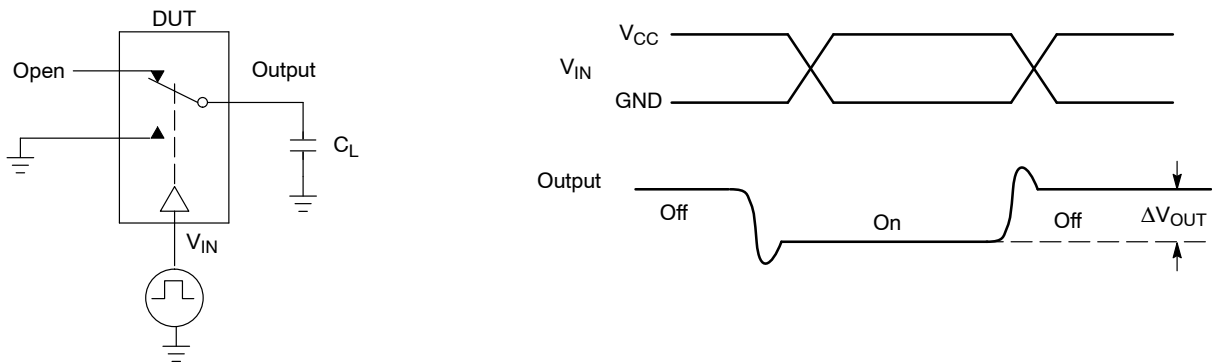 DUT
Open
Output
C_L
V_IN
V_CC
V_IN
GND
Output
Off
On
Off
ΔV_OUT